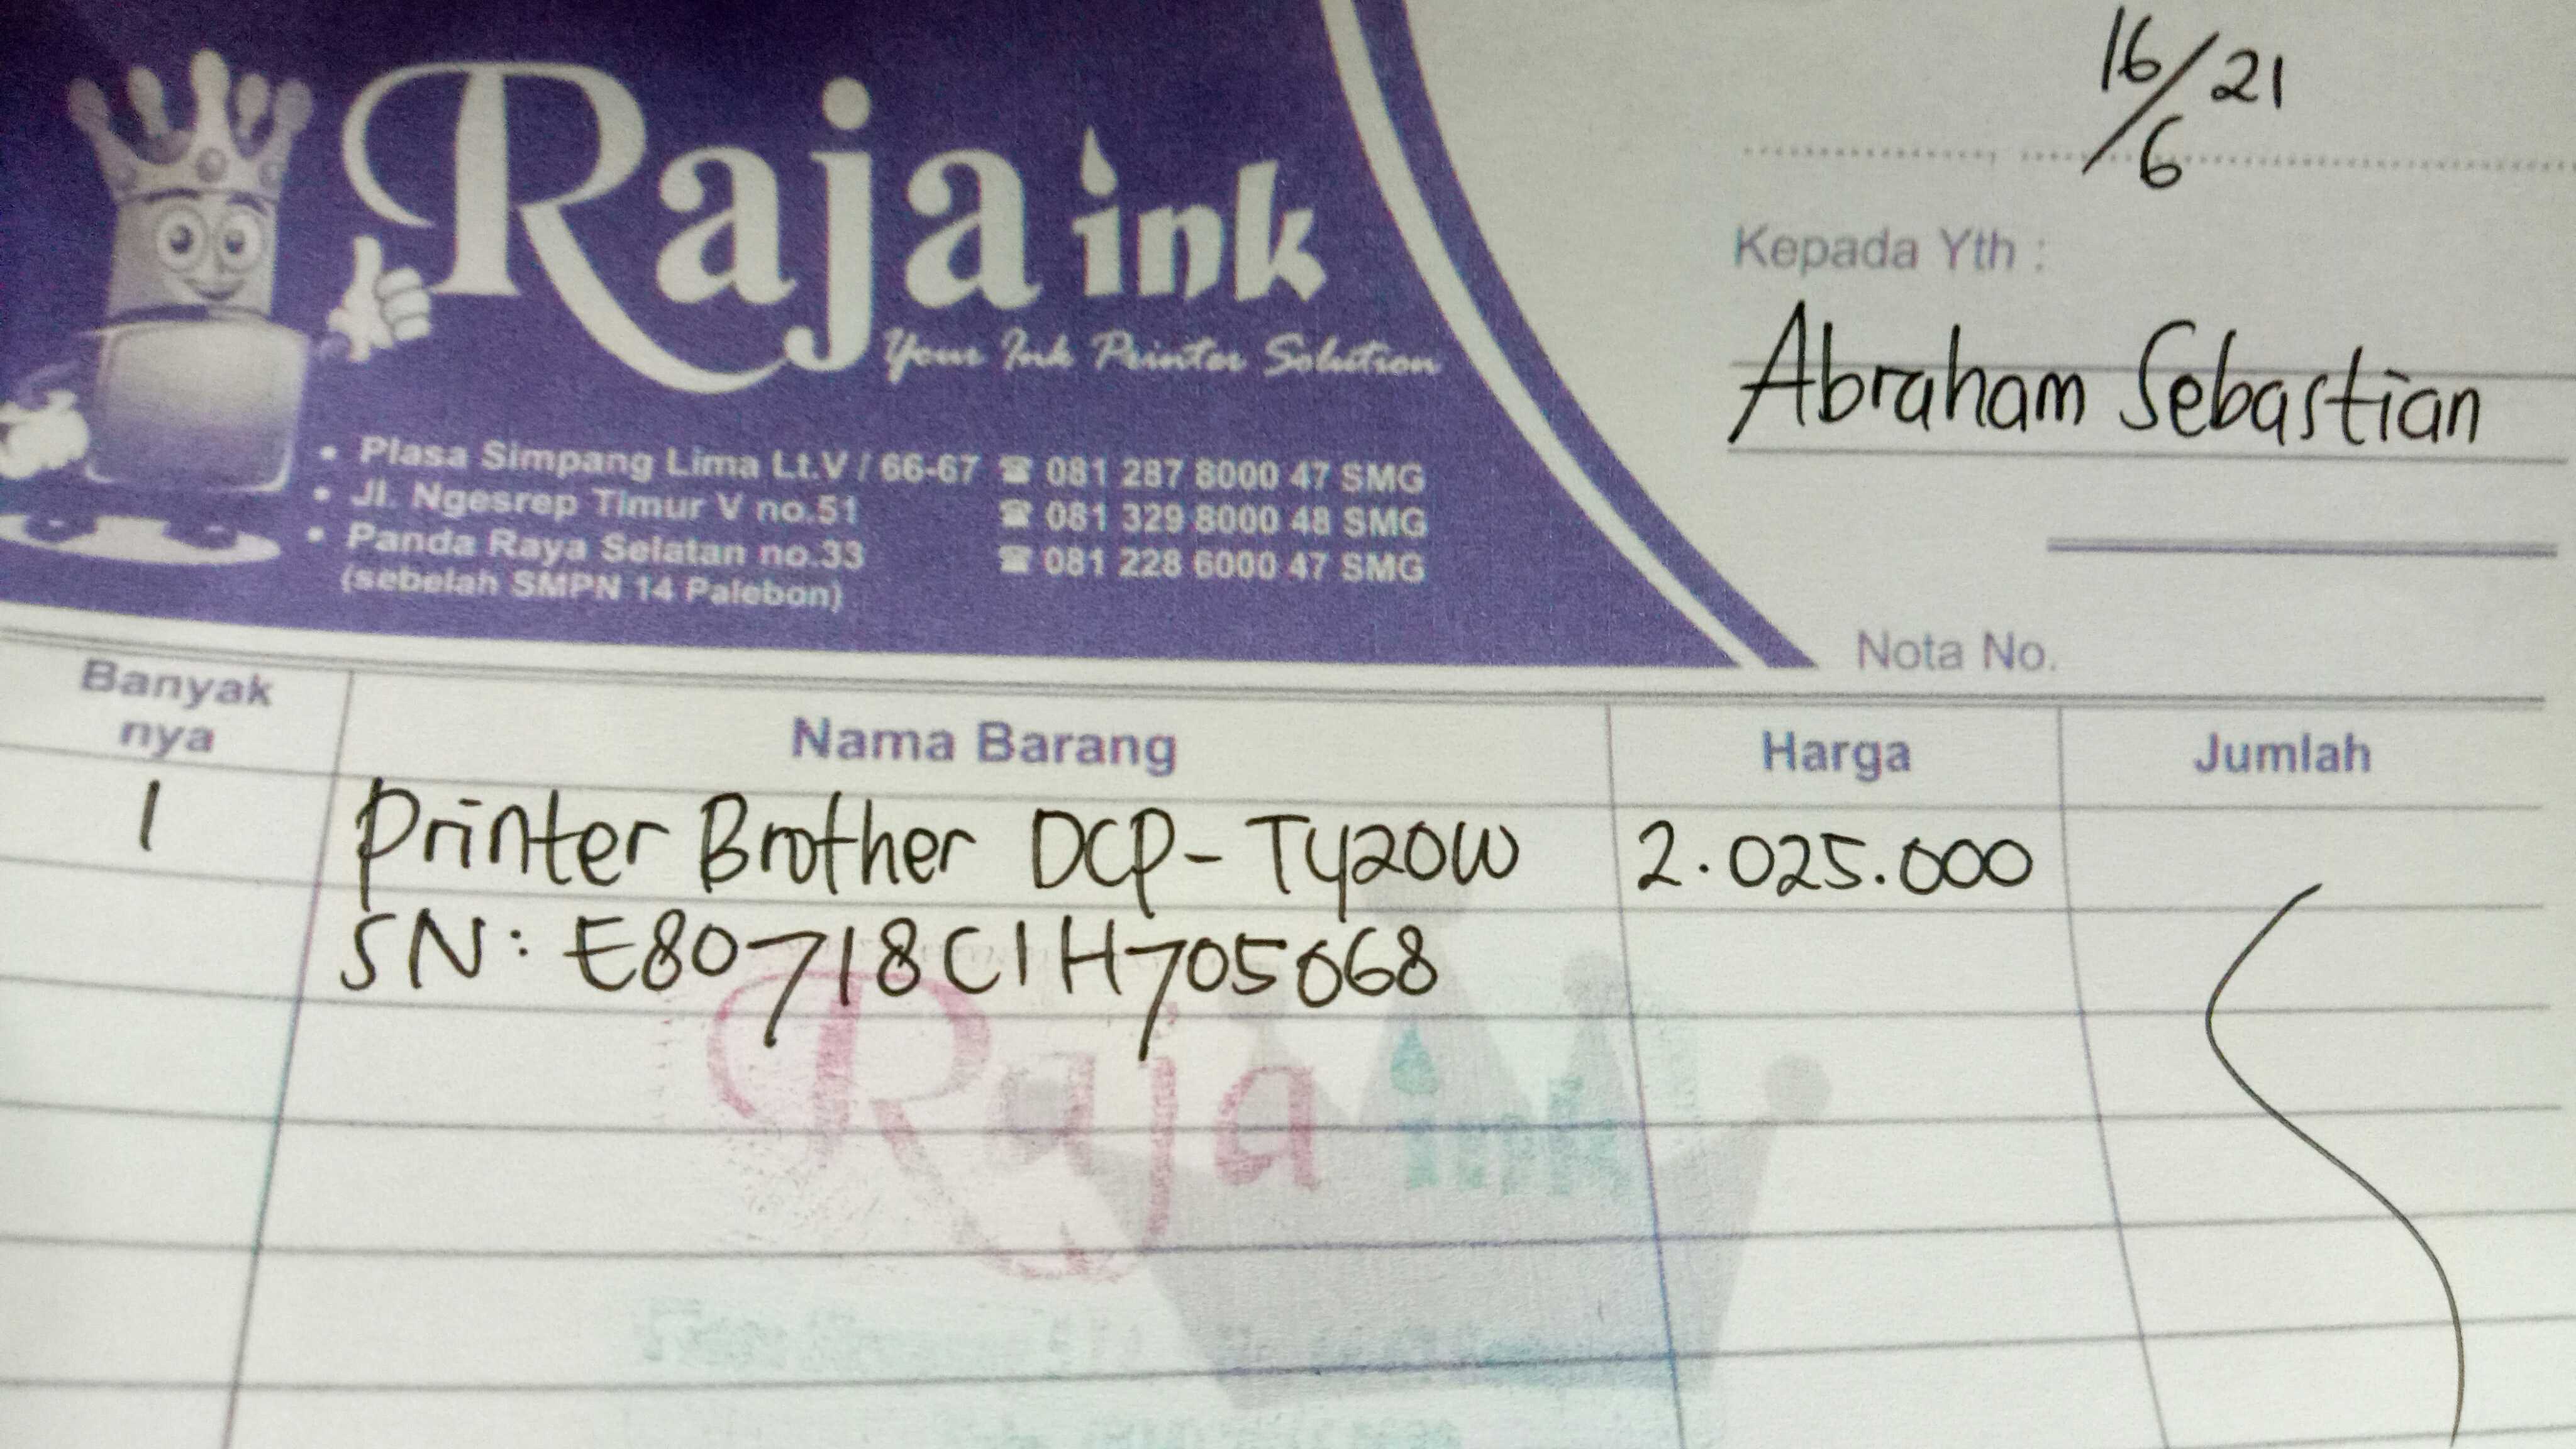 Raja ink
Your Ink Printer Solution
• Plasa Simpang Lima Lt.V / 66-67 ☎ 081 287 8000 47 SMG
• Jl. Ngesrep Timur V no.51 ☎ 081 329 8000 48 SMG
• Panda Raya Selatan no.33 ☎ 081 228 6000 47 SMG
(sebelah SMPN 14 Palebon)
16/6/21
Kepada Yth :
Abraham Sebastian
Nota No.
Banyak nya Nama Barang Harga Jumlah
1 Printer Brother DCP-T420W 2.025.000
SN: E80718C1H705068
Raja ink